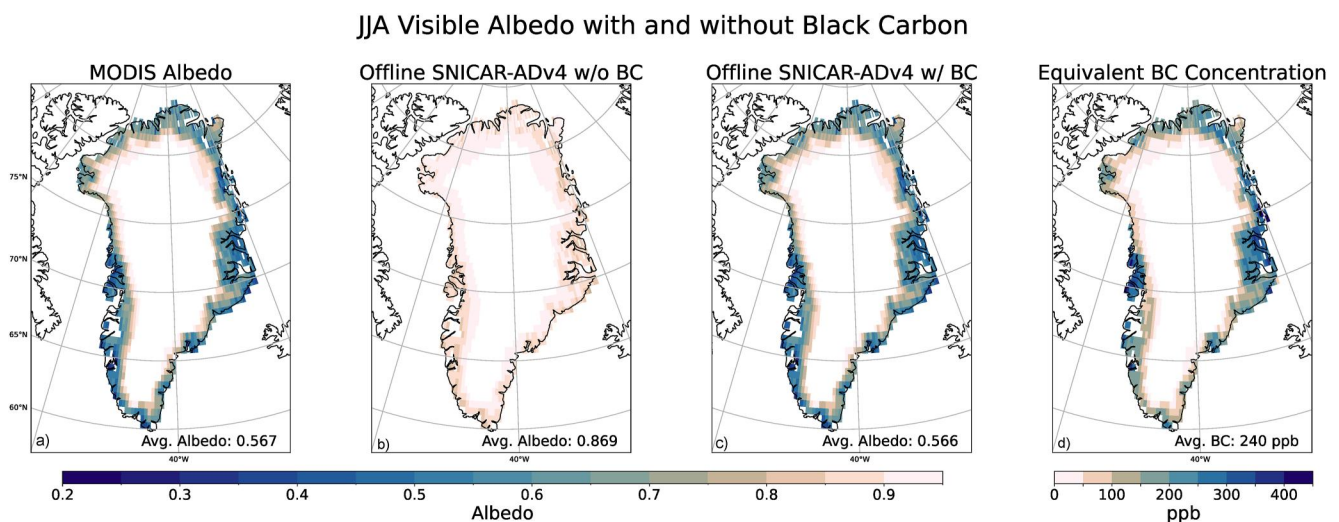 JJA Visible Albedo with and without Black Carbon
MODIS Albedo
Offline SNICAR-ADv4 w/o BC
Offline SNICAR-ADv4 w/ BC
Equivalent BC Concentration
75°N
70°N
65°N
60°N
a) Avg. Albedo: 0.567
b) Avg. Albedo: 0.869
c) Avg. Albedo: 0.566
d) Avg. BC: 240 ppb
40°W
40°W
40°W
40°W
0.2 0.3 0.4 0.5 0.6 0.7 0.8 0.9
Albedo
0 100 200 300 400
ppb